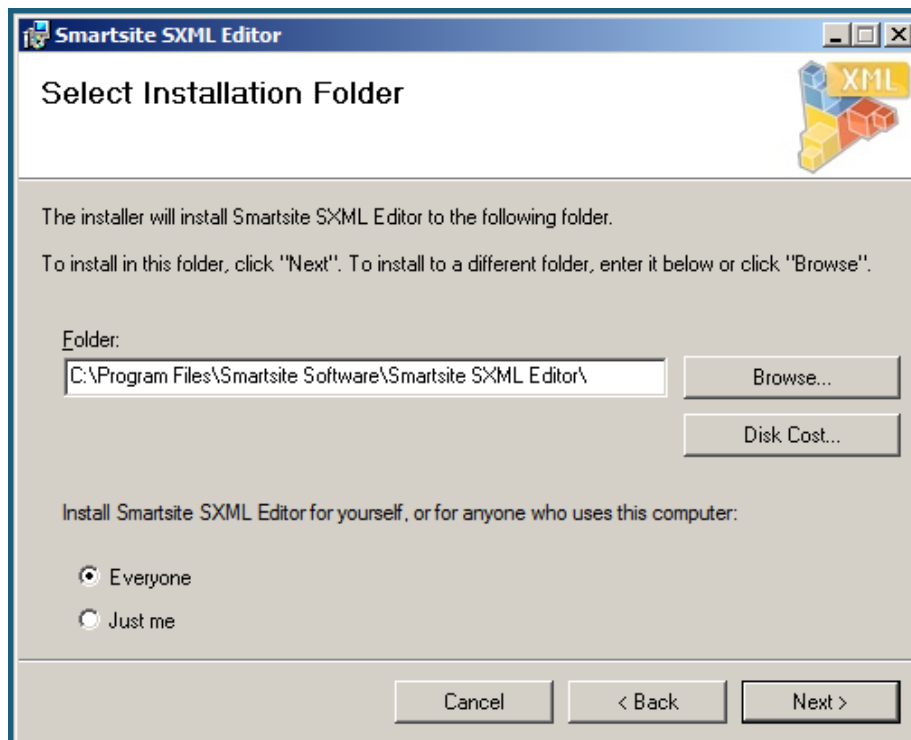 Smartsite SXML Editor
Select Installation Folder
XML
The installer will install Smartsite SXML Editor to the following folder.
To install in this folder, click "Next". To install to a different folder, enter it below or click "Browse".
Folder:
C:\Program Files\Smartsite Software\Smartsite SXML Editor\
Browse...
Disk Cost...
Install Smartsite SXML Editor for yourself, or for anyone who uses this computer:
Everyone
Just me
Cancel
< Back
Next >